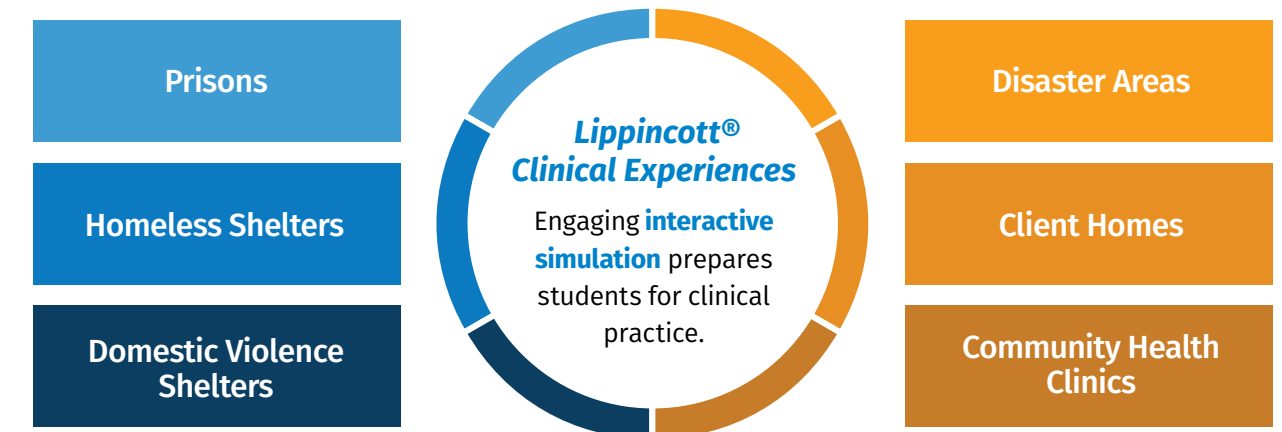 Prisons
Homeless Shelters
Domestic Violence
Shelters
Lippincott®
Clinical Experiences
Engaging interactive
simulation prepares
students for clinical
practice.
Disaster Areas
Client Homes
Community Health
Clinics